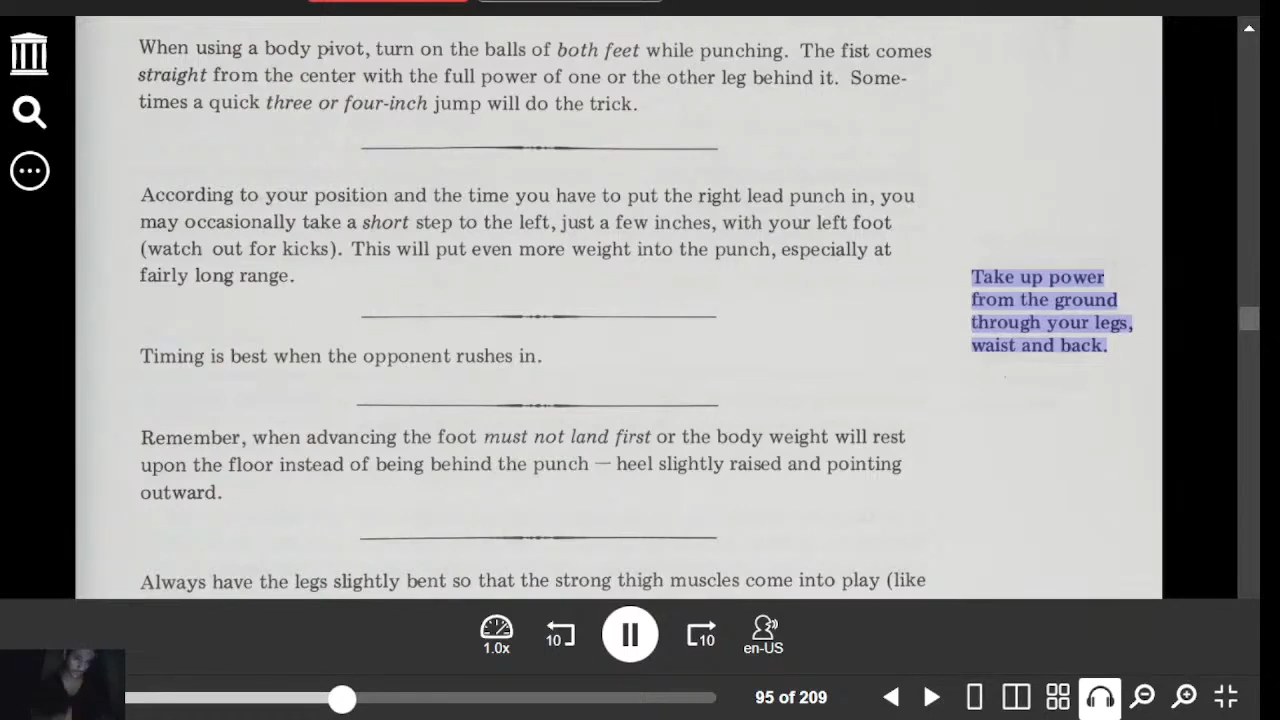 When using a body pivot, turn on the balls of both feet while punching. The fist comes
straight from the center with the full power of one or the other leg behind it. Some-
times a quick three or four-inch jump will do the trick.
According to your position and the time you have to put the right lead punch in, you
may occasionally take a short step to the left, just a few inches, with your left foot
(watch out for kicks). This will put even more weight into the punch, especially at
fairly long range.
Take up power
from the ground
through your legs,
waist and back.
Timing is best when the opponent rushes in.
Remember, when advancing the foot must not land first or the body weight will rest
upon the floor instead of being behind the punch — heel slightly raised and pointing
outward.
Always have the legs slightly bent so that the strong thigh muscles come into play (like
1.0x
10
10
en-US
95 of 209